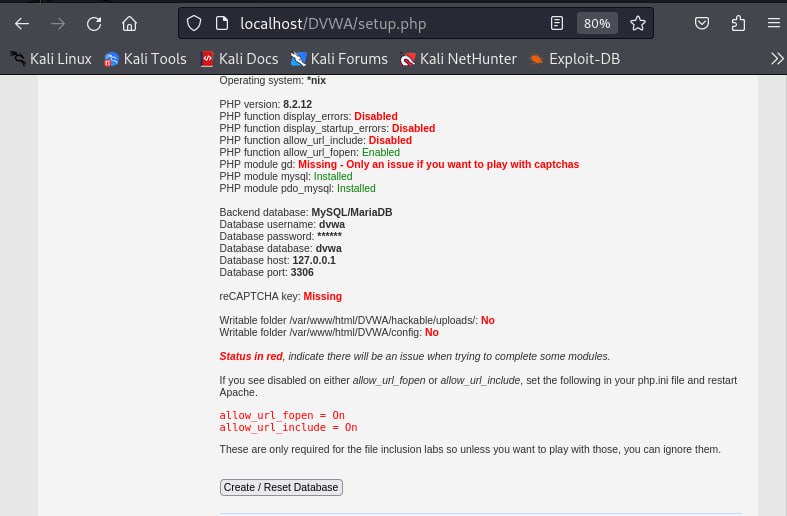 localhost/DVWA/setup.php
80%
Kali Linux
Kali Tools
Kali Docs
Kali Forums
Kali NetHunter
Exploit-DB
Operating system: *nix
PHP version: 8.2.12
PHP function display_errors: Disabled
PHP function display_startup_errors: Disabled
PHP function allow_url_include: Disabled
PHP function allow_url_fopen: Enabled
PHP module gd: Missing - Only an issue if you want to play with captchas
PHP module mysql: Installed
PHP module pdo_mysql: Installed
Backend database: MySQL/MariaDB
Database username: dvwa
Database password: ******
Database database: dvwa
Database host: 127.0.0.1
Database port: 3306
reCAPTCHA key: Missing
Writable folder /var/www/html/DVWA/hackable/uploads/: No
Writable folder /var/www/html/DVWA/config: No
Status in red, indicate there will be an issue when trying to complete some modules.
If you see disabled on either allow_url_fopen or allow_url_include, set the following in your php.ini file and restart
Apache.
allow_url_fopen = On
allow_url_include = On
These are only required for the file inclusion labs so unless you want to play with those, you can ignore them.
Create / Reset Database